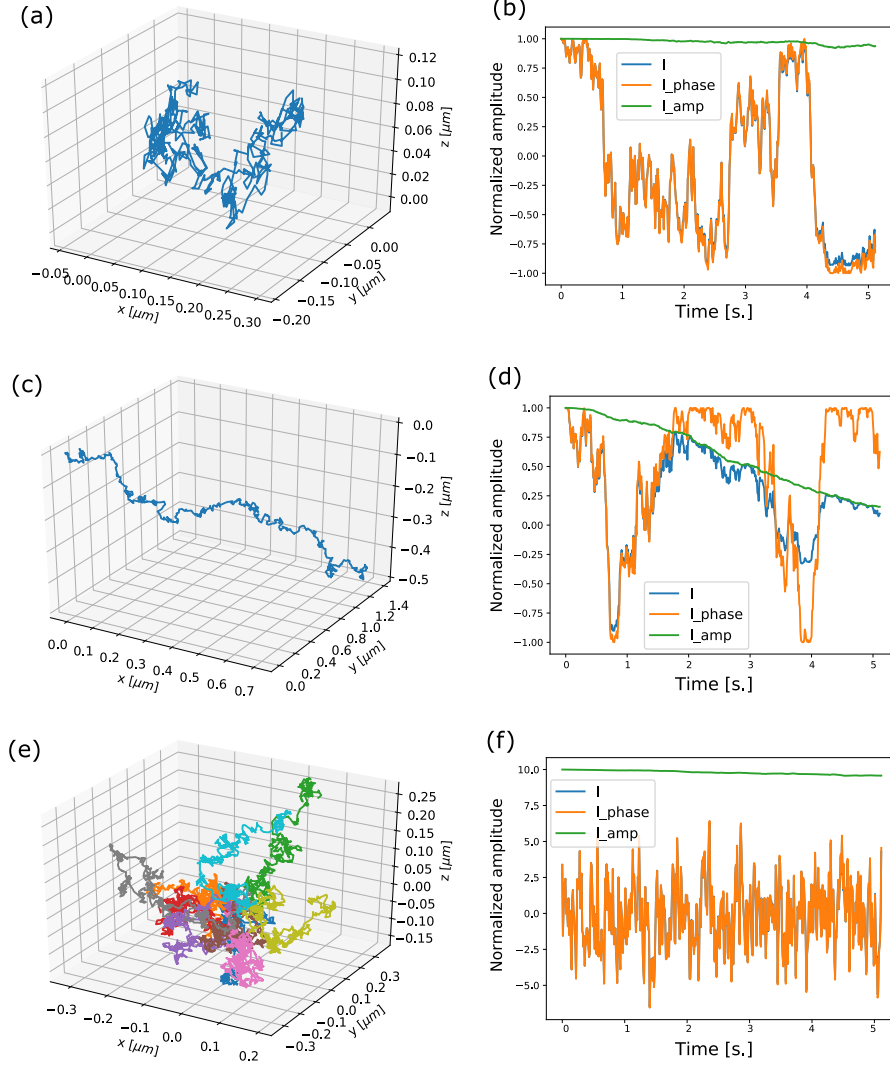 (a)
0.12
0.10
0.08
0.06
0.04
0.02
0.00
z [μm]
−0.05
0.00
0.05
0.10
0.15
0.20
0.25
0.30
x [μm]
−0.20
−0.15
−0.10
−0.05
0.00
y [μm]
(b)
1.00
0.75
0.50
0.25
0.00
−0.25
−0.50
−0.75
−1.00
Normalized amplitude
I
I_phase
I_amp
0 1 2 3 4 5
Time [s.]
(c)
0.0
−0.1
−0.2
−0.3
−0.4
−0.5
z [μm]
0.0
0.1
0.2
0.3
0.4
0.5
0.6
0.7
x [μm]
0.0
0.2
0.4
0.6
0.8
1.0
1.2
1.4
y [μm]
(d)
1.00
0.75
0.50
0.25
0.00
−0.25
−0.50
−0.75
−1.00
Normalized amplitude
I
I_phase
I_amp
0 1 2 3 4 5
Time [s.]
(e)
0.25
0.20
0.15
0.10
0.05
0.00
−0.05
−0.10
−0.15
z [μm]
−0.3
−0.2
−0.1
0.0
0.1
0.2
x [μm]
−0.3
−0.2
−0.1
0.0
0.1
0.2
0.3
y [μm]
(f)
10.0
7.5
5.0
2.5
0.0
−2.5
−5.0
Normalized amplitude
I
I_phase
I_amp
0 1 2 3 4 5
Time [s.]